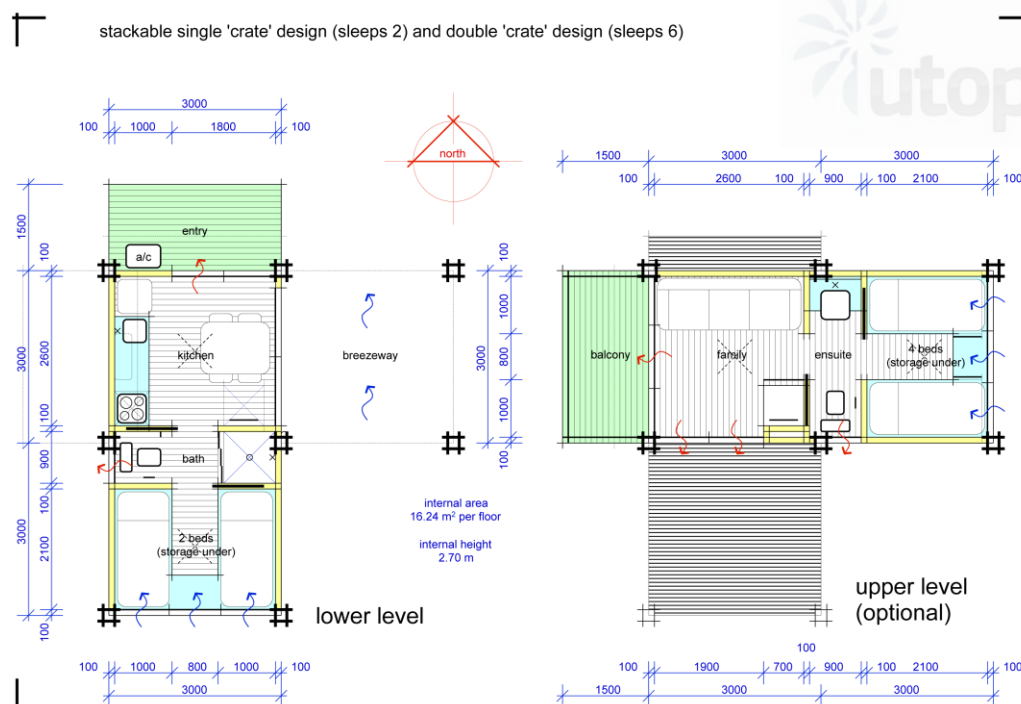 stackable single 'crate' design (sleeps 2) and double 'crate' design (sleeps 6)
utop
3000
100 1000 1800 100
north
1500 3000 3000
100 2600 100 900 100 2100 100
1500
100
3000
2600
100
900
100
3000
2100
100
entry
a/c
kitchen
breezeway
bath
2 beds
(storage under)
internal area
16.24 m² per floor
internal height
2.70 m
lower level
100
1000
3000
800
1000
100
balcony
family
ensuite
4 beds
(storage under)
upper level
(optional)
100 1000 800 1000 100
3000
100
100 1900 700 900 100 2100 100
1500 3000 3000